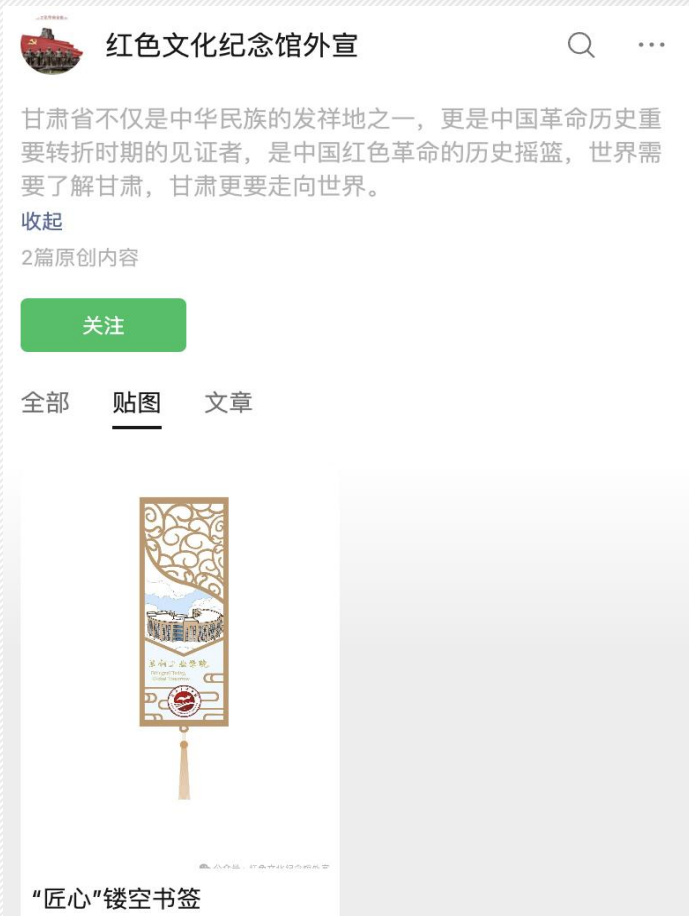 红色文化纪念馆外宣
甘肃省不仅是中华民族的发祥地之一，更是中国革命历史重
要转折时期的见证者，是中国红色革命的历史摇篮，世界需
要了解甘肃，甘肃更要走向世界。
收起
2篇原创内容
关注
全部 贴图 文章
“匠心”镂空书签